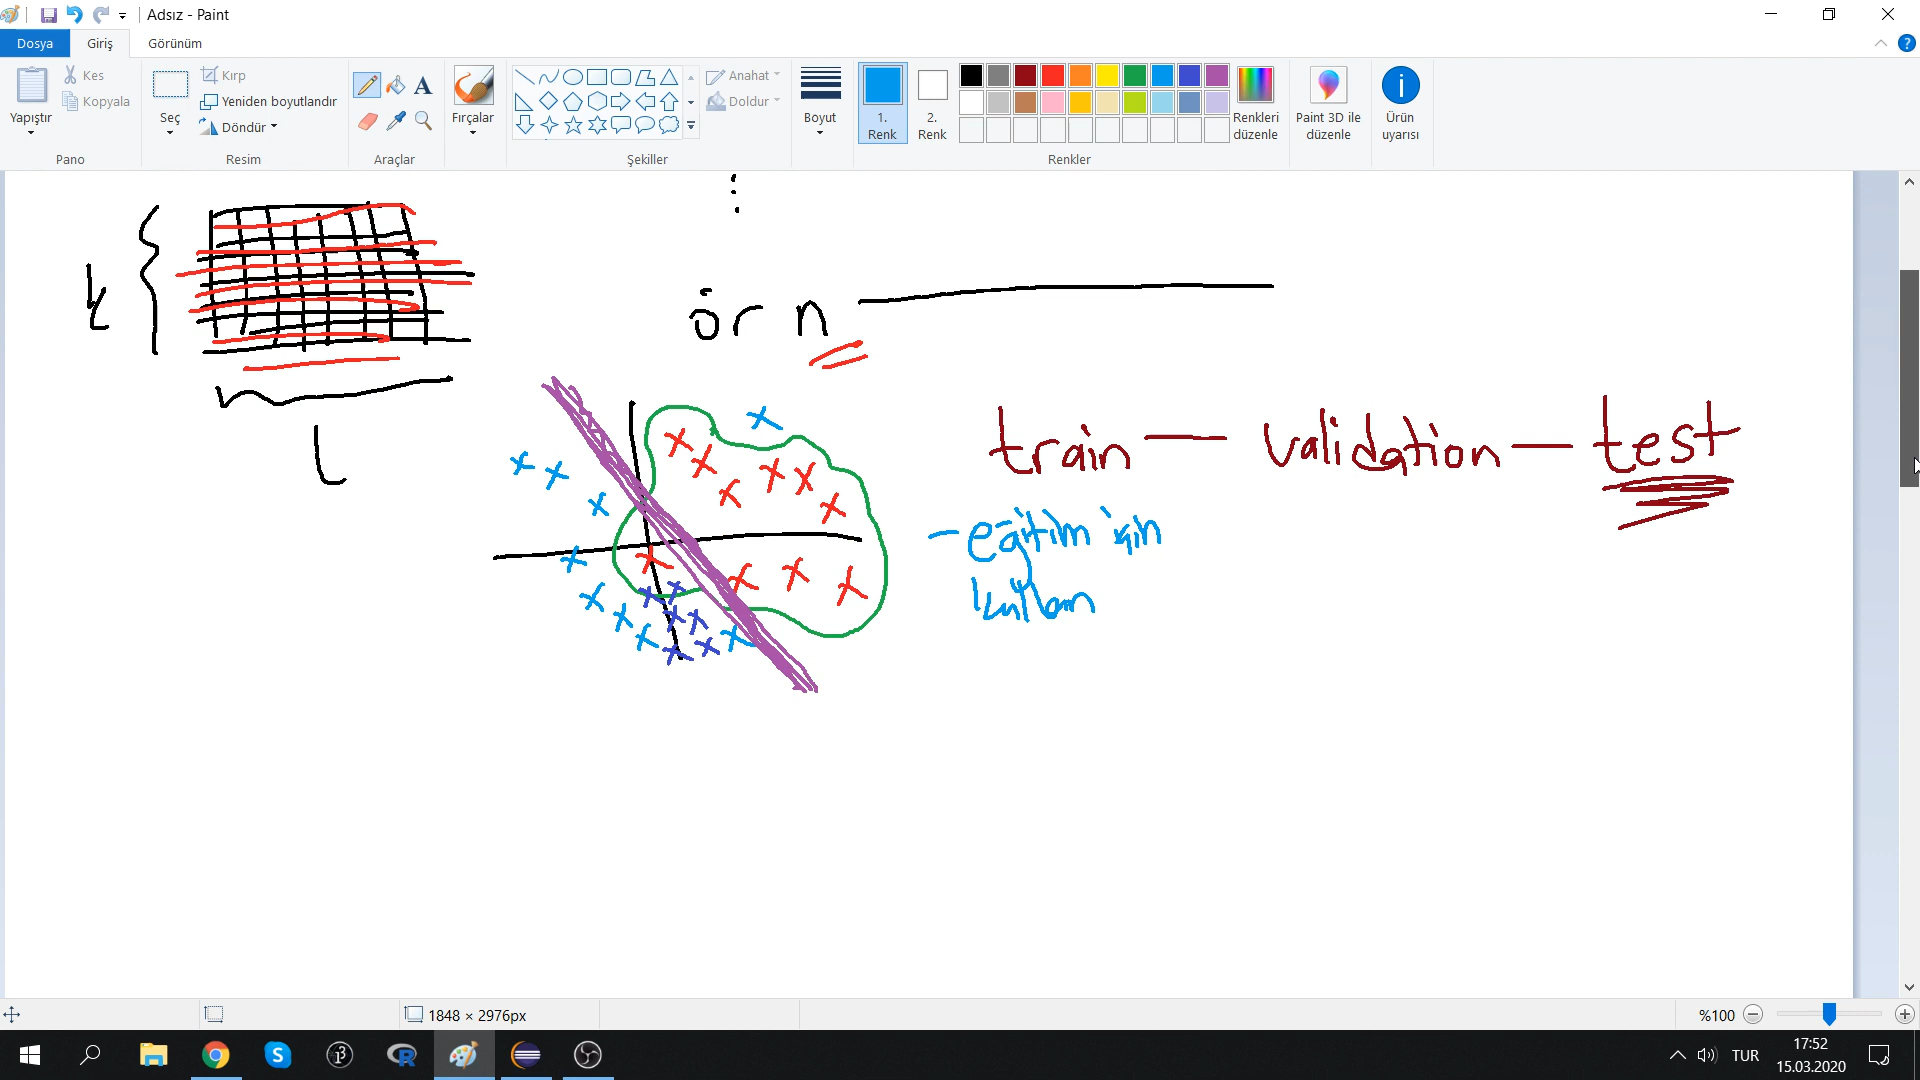 Adsız - Paint
Dosya Giriş Görünüm
Yapıştır
Kes
Kopyala
Pano
Seç
Kırp
Yeniden boyutlandır
Döndür
Resim
A
Araçlar
Fırçalar
Şekiller
Anahat
Doldur
Boyut
1.
Renk
2.
Renk
Renkler
Renkleri
düzenle
Paint 3D ile
düzenle
Ürün
uyarısı
k
L
ör n
train — validation — test
- eğitim için
kullan
1848 × 2976px
%100
TUR
17:52
15.03.2020